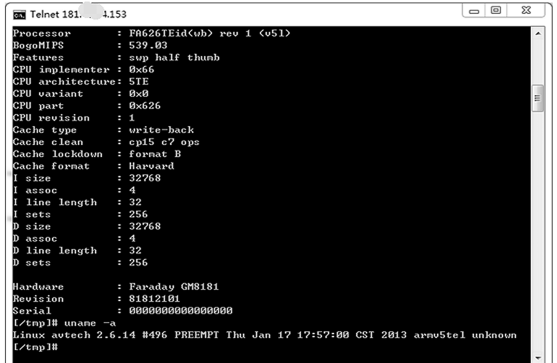 Telnet 181. 4.153
Processor : FA626TEid(wb) rev 1 (v5l)
BogoMIPS : 539.03
Features : swp half thumb
CPU implementer : 0x66
CPU architecture: 5TE
CPU variant : 0x0
CPU part : 0x626
CPU revision : 1
Cache type : write-back
Cache clean : cp15 c7 ops
Cache lockdown : format B
Cache format : Harvard
I size : 32768
I assoc : 4
I line length : 32
I sets : 256
D size : 32768
D assoc : 4
D line length : 32
D sets : 256
Hardware : Faraday GM8181
Revision : 81812101
Serial : 0000000000000000
[/tmp]# uname -a
Linux avtech 2.6.14 #496 PREEMPT Thu Jan 17 17:57:00 CST 2013 armv5tel unknown
[/tmp]#